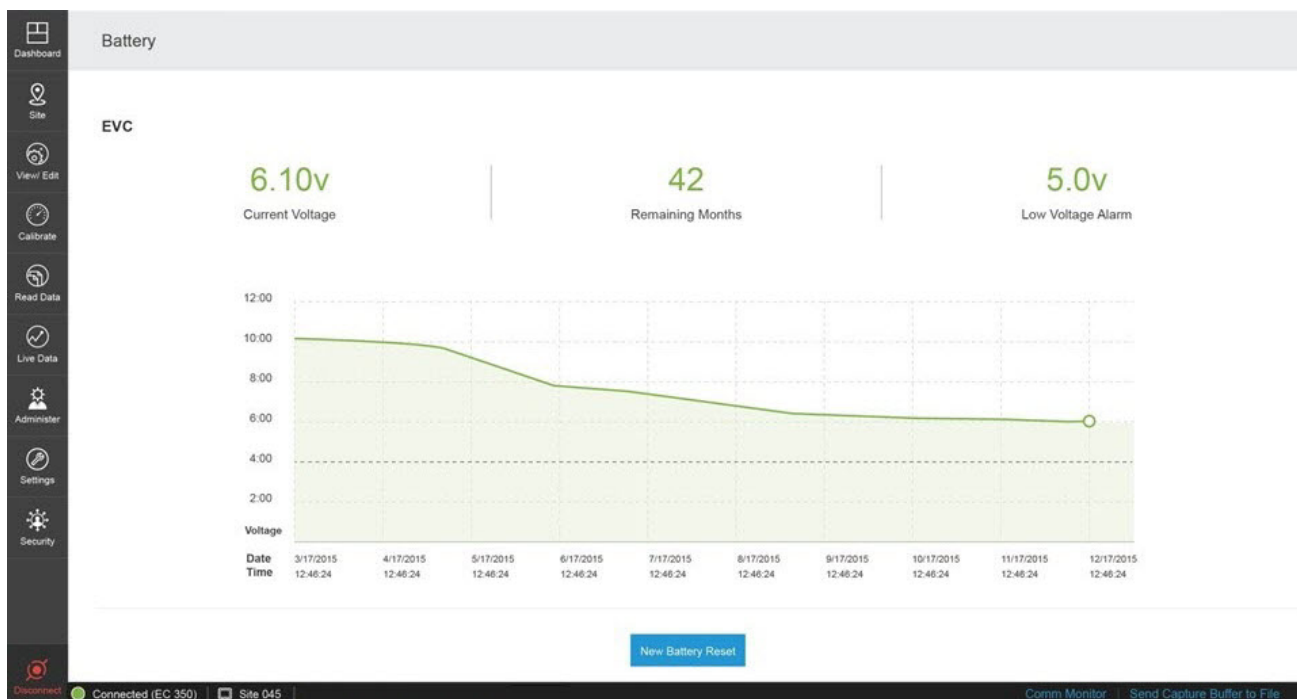 Dashboard
Battery
Site
EVC
View/ Edit
6.10v
42
5.0v
Current Voltage
Remaining Months
Low Voltage Alarm
Calibrate
Read Data
Live Data
Administer
Settings
Security
12:00
10:00
8:00
6:00
4:00
2:00
Voltage
Date 3/17/2015 4/17/2015 5/17/2015 6/17/2015 7/17/2015 8/17/2015 9/17/2015 10/17/2015 11/17/2015 12/17/2015
Time 12:46:24 12:46:24 12:46:24 12:46:24 12:46:24 12:46:24 12:46:24 12:46:24 12:46:24 12:46:24
New Battery Reset
Disconnect
Connected (EC 350) Site 045 Comm Monitor Send Capture Buffer to File